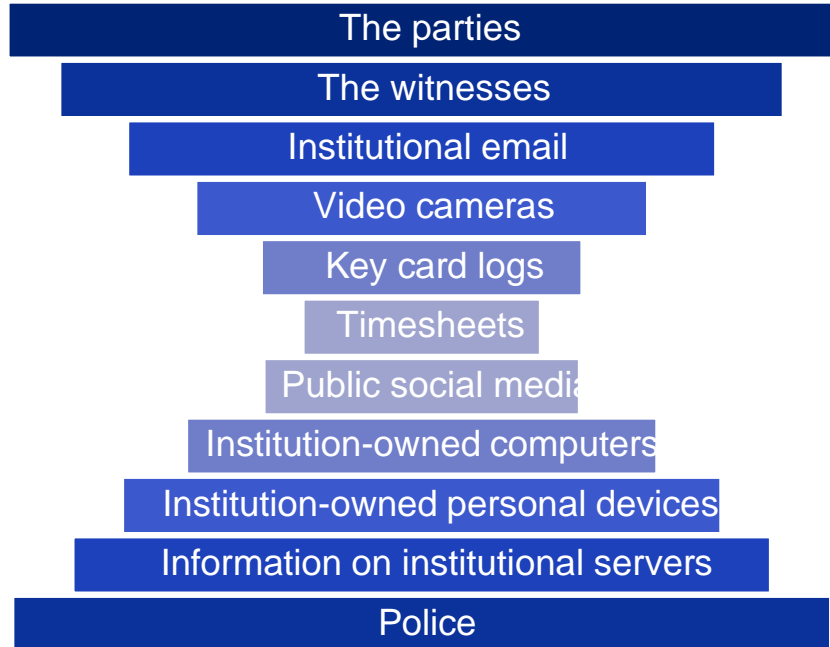 The parties
The witnesses
Institutional email
Video cameras
Key card logs
Timesheets
Public social media
Institution-owned computers
Institution-owned personal devices
Information on institutional servers
Police